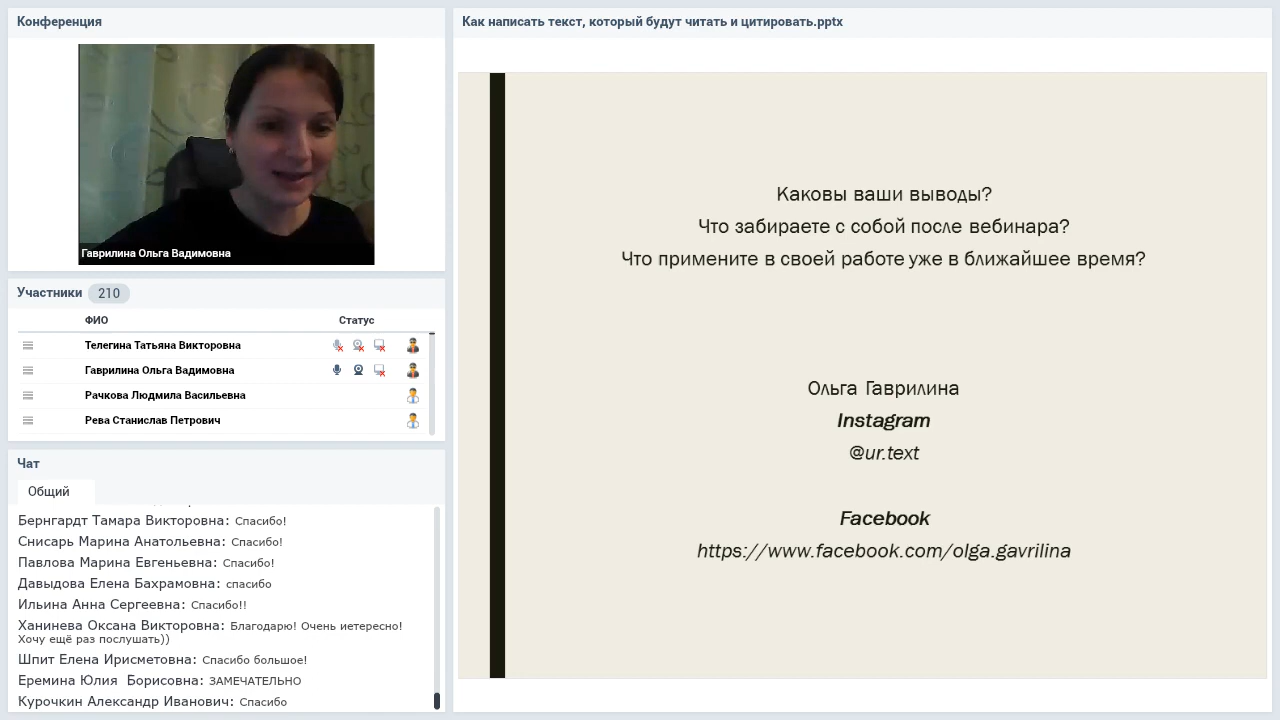 Конференция
Гаврилина Ольга Вадимовна
Участники 210
ФИО Статус
Телегина Татьяна Викторовна
Гаврилина Ольга Вадимовна
Рачкова Людмила Васильевна
Рева Станислав Петрович
Чат
Общий
Бернгардт Тамара Викторовна: Спасибо!
Снисарь Марина Анатольевна: Спасибо!
Павлова Марина Евгеньевна: Спасибо!
Давыдова Елена Бахрамовна: спасибо
Ильина Анна Сергеевна: Спасибо!!
Ханинева Оксана Викторовна: Благодарю! Очень иетересно!
Хочу ещё раз послушать))
Шпит Елена Ирисметовна: Спасибо большое!
Еремина Юлия  Борисовна: ЗАМЕЧАТЕЛЬНО
Курочкин Александр Иванович: Спасибо
Как написать текст, который будут читать и цитировать.pptx
Каковы ваши выводы?
Что забираете с собой после вебинара?
Что примените в своей работе уже в ближайшее время?
Ольга Гаврилина
Instagram
@ur.text
Facebook
https://www.facebook.com/olga.gavrilina